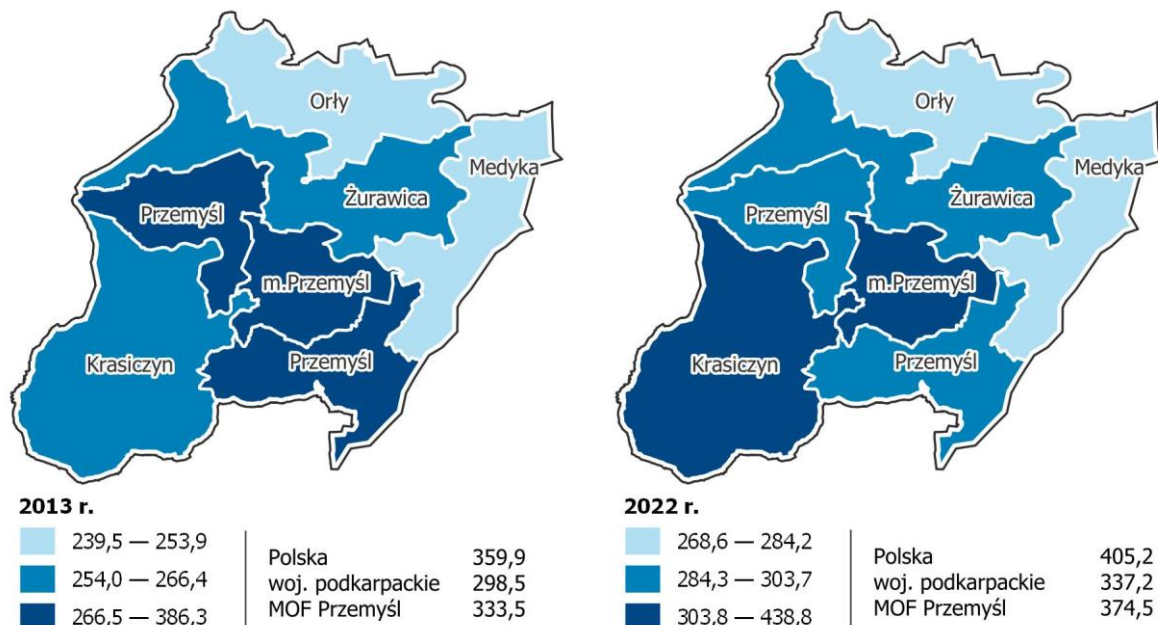 Orły
Medyka
Żurawica
Przemyśl
m.Przemyśl
Przemyśl
Krasiczyn
2013 r.
239,5 — 253,9
254,0 — 266,4
266,5 — 386,3
Polska 359,9
woj. podkarpackie 298,5
MOF Przemyśl 333,5
Orły
Medyka
Żurawica
Przemyśl
m.Przemyśl
Przemyśl
Krasiczyn
2022 r.
268,6 — 284,2
284,3 — 303,7
303,8 — 438,8
Polska 405,2
woj. podkarpackie 337,2
MOF Przemyśl 374,5